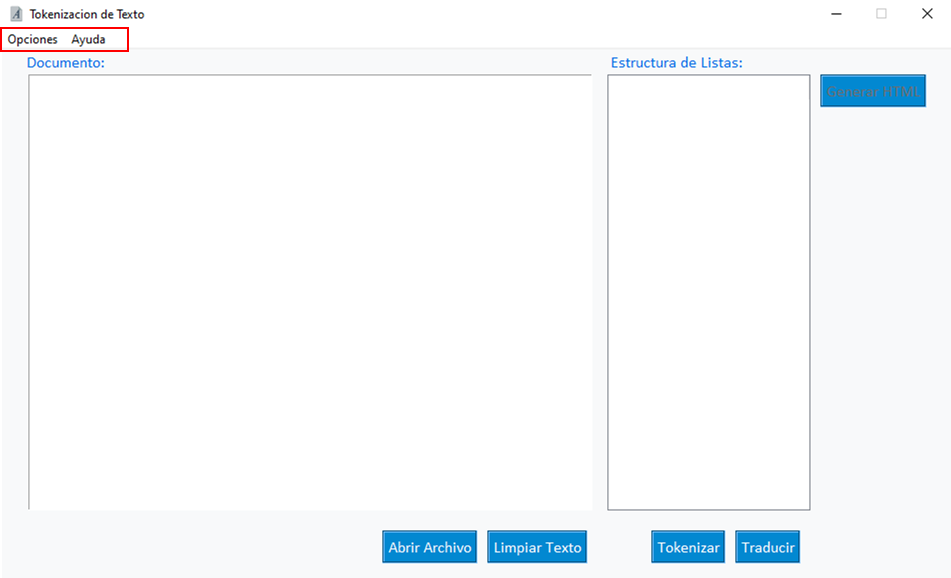 Tokenizacion de Texto
Opciones Ayuda
Documento: Estructura de Listas:
Generar HTML
Abrir Archivo Limpiar Texto Tokenizar Traducir